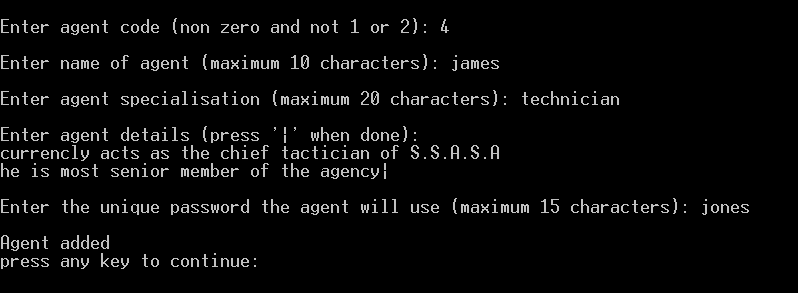 Enter agent code (non zero and not 1 or 2): 4
Enter name of agent (maximum 10 characters): james
Enter agent specialisation (maximum 20 characters): technician
Enter agent details (press '¦' when done):
currencly acts as the chief tactician of S.S.A.S.A
he is most senior member of the agency¦
Enter the unique password the agent will use (maximum 15 characters): jones
Agent added
press any key to continue: